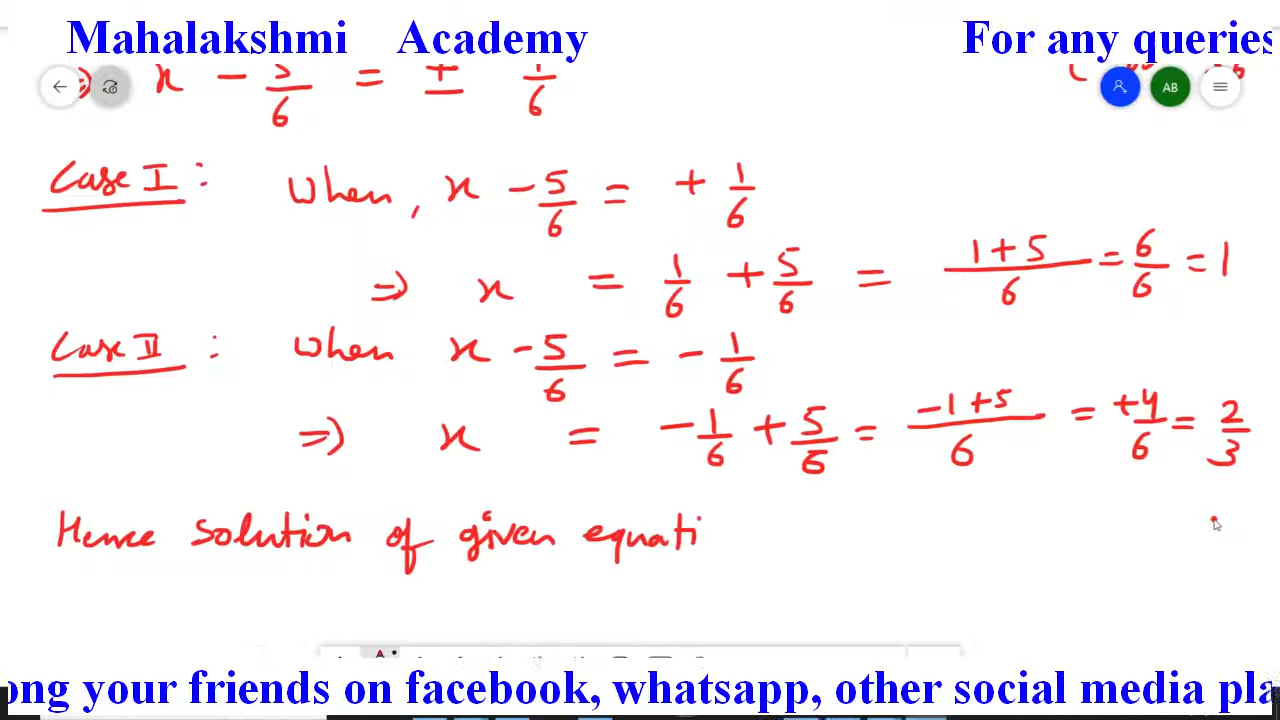 Mahalakshmi Academy For any queries
⇒ x - 5/6 = ± 1/6
AB
Case I : When, x - 5/6 = + 1/6
⇒ x = 1/6 + 5/6 = (1+5)/6 = 6/6 = 1
Case II : When x - 5/6 = - 1/6
⇒ x = - 1/6 + 5/6 = (-1+5)/6 = +4/6 = 2/3
Hence solution of given equati
ong your friends on facebook, whatsapp, other social media pla